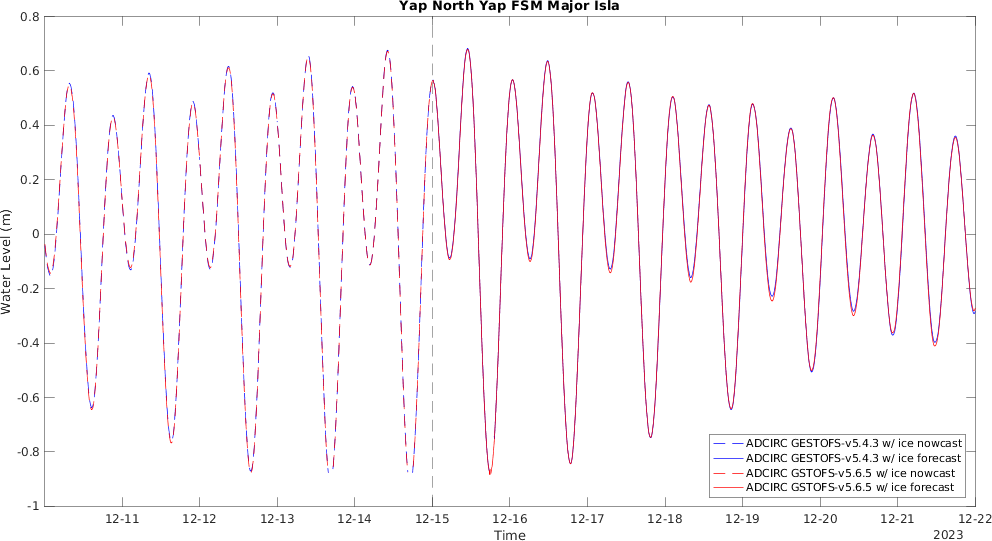 Yap North Yap FSM Major Isla
0.8
0.6
0.4
0.2
0
-0.2
-0.4
-0.6
-0.8
-1
Water Level (m)
ADCIRC GESTOFS-v5.4.3 w/ ice nowcast
ADCIRC GESTOFS-v5.4.3 w/ ice forecast
ADCIRC GSTOFS-v5.6.5 w/ ice nowcast
ADCIRC GSTOFS-v5.6.5 w/ ice forecast
12-11 12-12 12-13 12-14 12-15 12-16 12-17 12-18 12-19 12-20 12-21 12-22
Time
2023